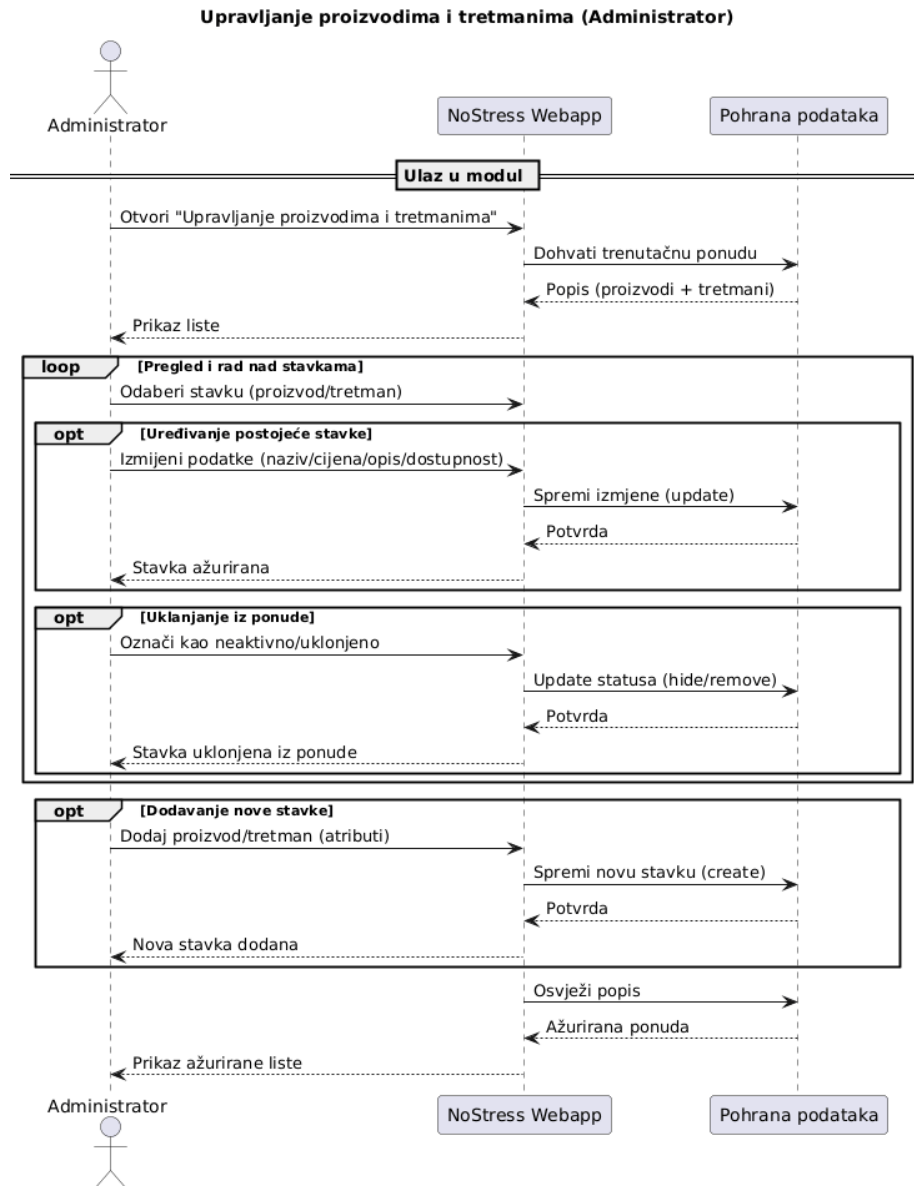 Upravljanje proizvodima i tretmanima (Administrator)
Administrator
NoStress Webapp
Pohrana podataka
Ulaz u modul
Otvori "Upravljanje proizvodima i tretmanima"
Dohvati trenutačnu ponudu
Popis (proizvodi + tretmani)
Prikaz liste
loop [Pregled i rad nad stavkama]
Odaberi stavku (proizvod/tretman)
opt [Uređivanje postojeće stavke]
Izmijeni podatke (naziv/cijena/opis/dostupnost)
Spremi izmjene (update)
Potvrda
Stavka ažurirana
opt [Uklanjanje iz ponude]
Označi kao neaktivno/uklonjeno
Update statusa (hide/remove)
Potvrda
Stavka uklonjena iz ponude
opt [Dodavanje nove stavke]
Dodaj proizvod/tretman (atributi)
Spremi novu stavku (create)
Potvrda
Nova stavka dodana
Osvježi popis
Ažurirana ponuda
Prikaz ažurirane liste
Administrator
NoStress Webapp
Pohrana podataka